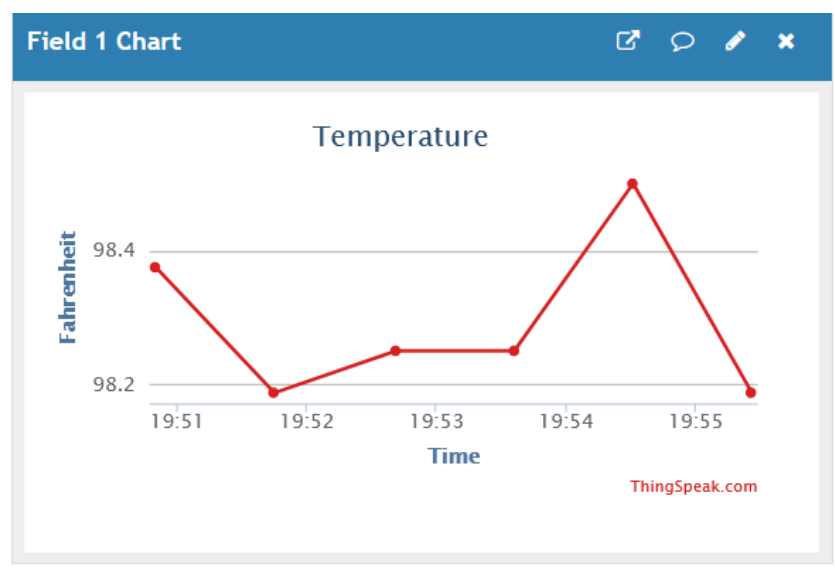 Field 1 Chart
Temperature
Fahrenheit
98.4
98.2
19:51 19:52 19:53 19:54 19:55
Time
ThingSpeak.com